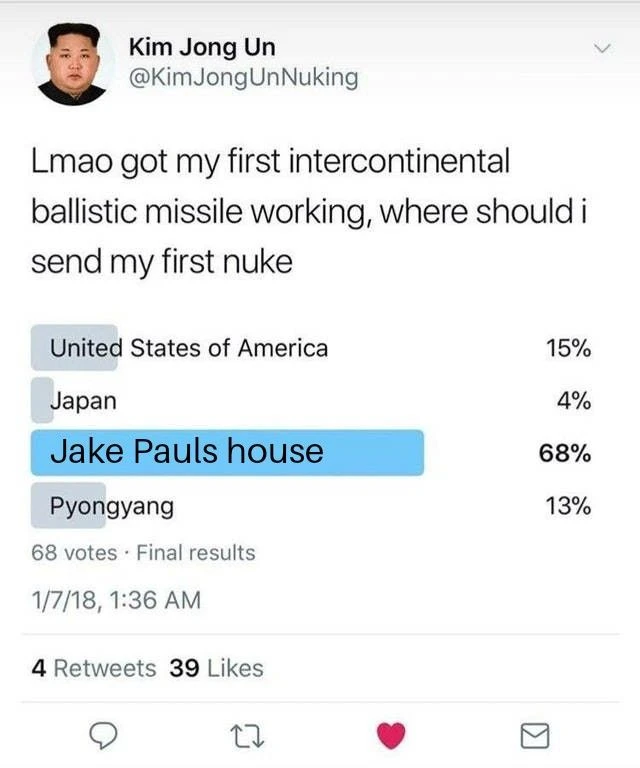 Kim Jong Un
@KimJongUnNuking
Lmao got my first intercontinental
ballistic missile working, where should i
send my first nuke
United States of America 15%
Japan 4%
Jake Pauls house 68%
Pyongyang 13%
68 votes · Final results
1/7/18, 1:36 AM
4 Retweets 39 Likes